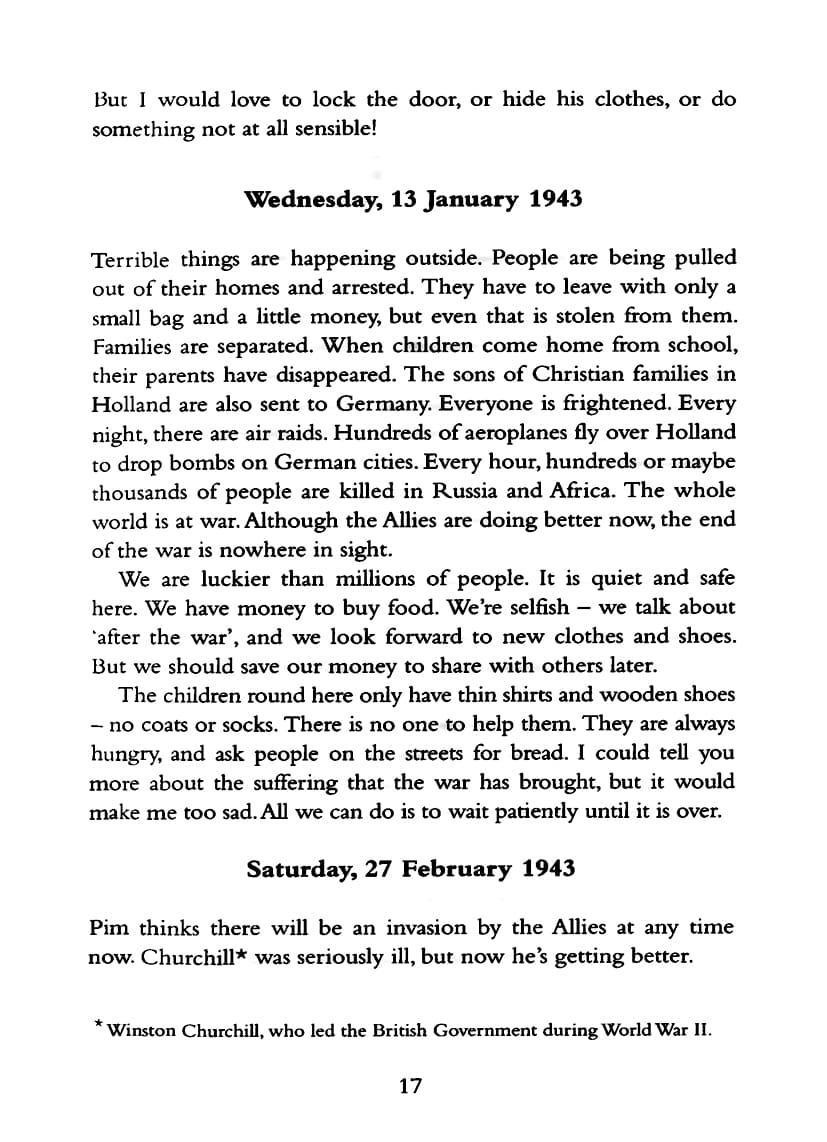 But I would love to lock the door, or hide his clothes, or do
something not at all sensible!
Wednesday, 13 January 1943
Terrible things are happening outside. People are being pulled
out of their homes and arrested. They have to leave with only a
small bag and a little money, but even that is stolen from them.
Families are separated. When children come home from school,
their parents have disappeared. The sons of Christian families in
Holland are also sent to Germany. Everyone is frightened. Every
night, there are air raids. Hundreds of aeroplanes fly over Holland
to drop bombs on German cities. Every hour, hundreds or maybe
thousands of people are killed in Russia and Africa. The whole
world is at war. Although the Allies are doing better now, the end
of the war is nowhere in sight.
We are luckier than millions of people. It is quiet and safe
here. We have money to buy food. We're selfish – we talk about
'after the war', and we look forward to new clothes and shoes.
But we should save our money to share with others later.
The children round here only have thin shirts and wooden shoes
– no coats or socks. There is no one to help them. They are always
hungry, and ask people on the streets for bread. I could tell you
more about the suffering that the war has brought, but it would
make me too sad. All we can do is to wait patiently until it is over.
Saturday, 27 February 1943
Pim thinks there will be an invasion by the Allies at any time
now. Churchill* was seriously ill, but now he's getting better.
* Winston Churchill, who led the British Government during World War II.
17